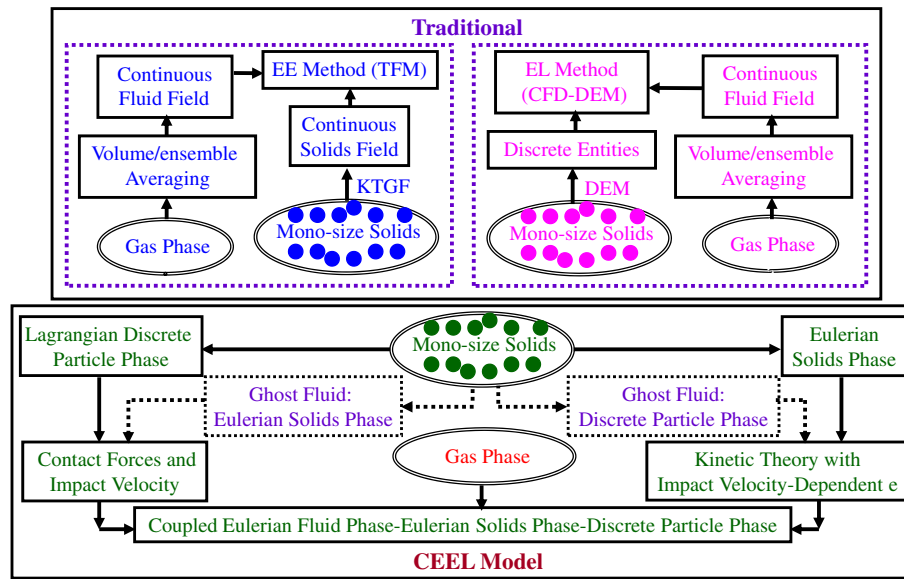 Traditional
Continuous
Fluid Field
EE Method (TFM)
Volume/ensemble
Averaging
Continuous
Solids Field
KTGF
Gas Phase
Mono-size Solids
EL Method
(CFD-DEM)
Continuous
Fluid Field
Discrete Entities
Volume/ensemble
Averaging
DEM
Mono-size Solids
Gas Phase
Lagrangian Discrete
Particle Phase
Mono-size Solids
Eulerian
Solids Phase
Ghost Fluid:
Eulerian Solids Phase
Ghost Fluid:
Discrete Particle Phase
Contact Forces and
Impact Velocity
Gas Phase
Kinetic Theory with
Impact Velocity-Dependent e
Coupled Eulerian Fluid Phase-Eulerian Solids Phase-Discrete Particle Phase
CEEL Model